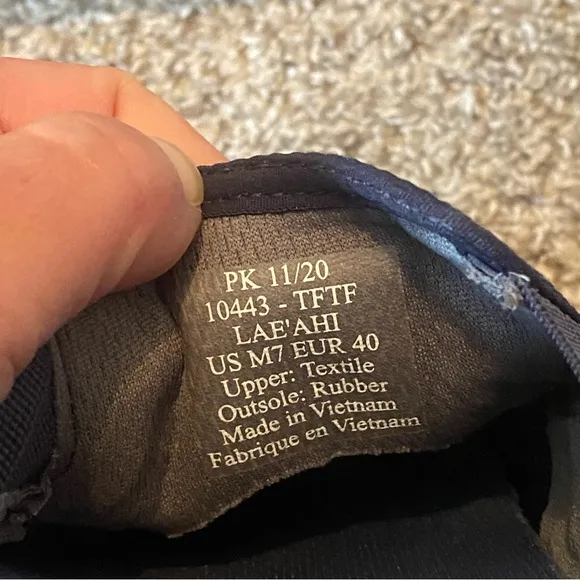 PK 11/20
10443 - TFTF
LAE'AHI
US M7 EUR 40
Upper: Textile
Outsole: Rubber
Made in Vietnam
Fabrique en Vietnam